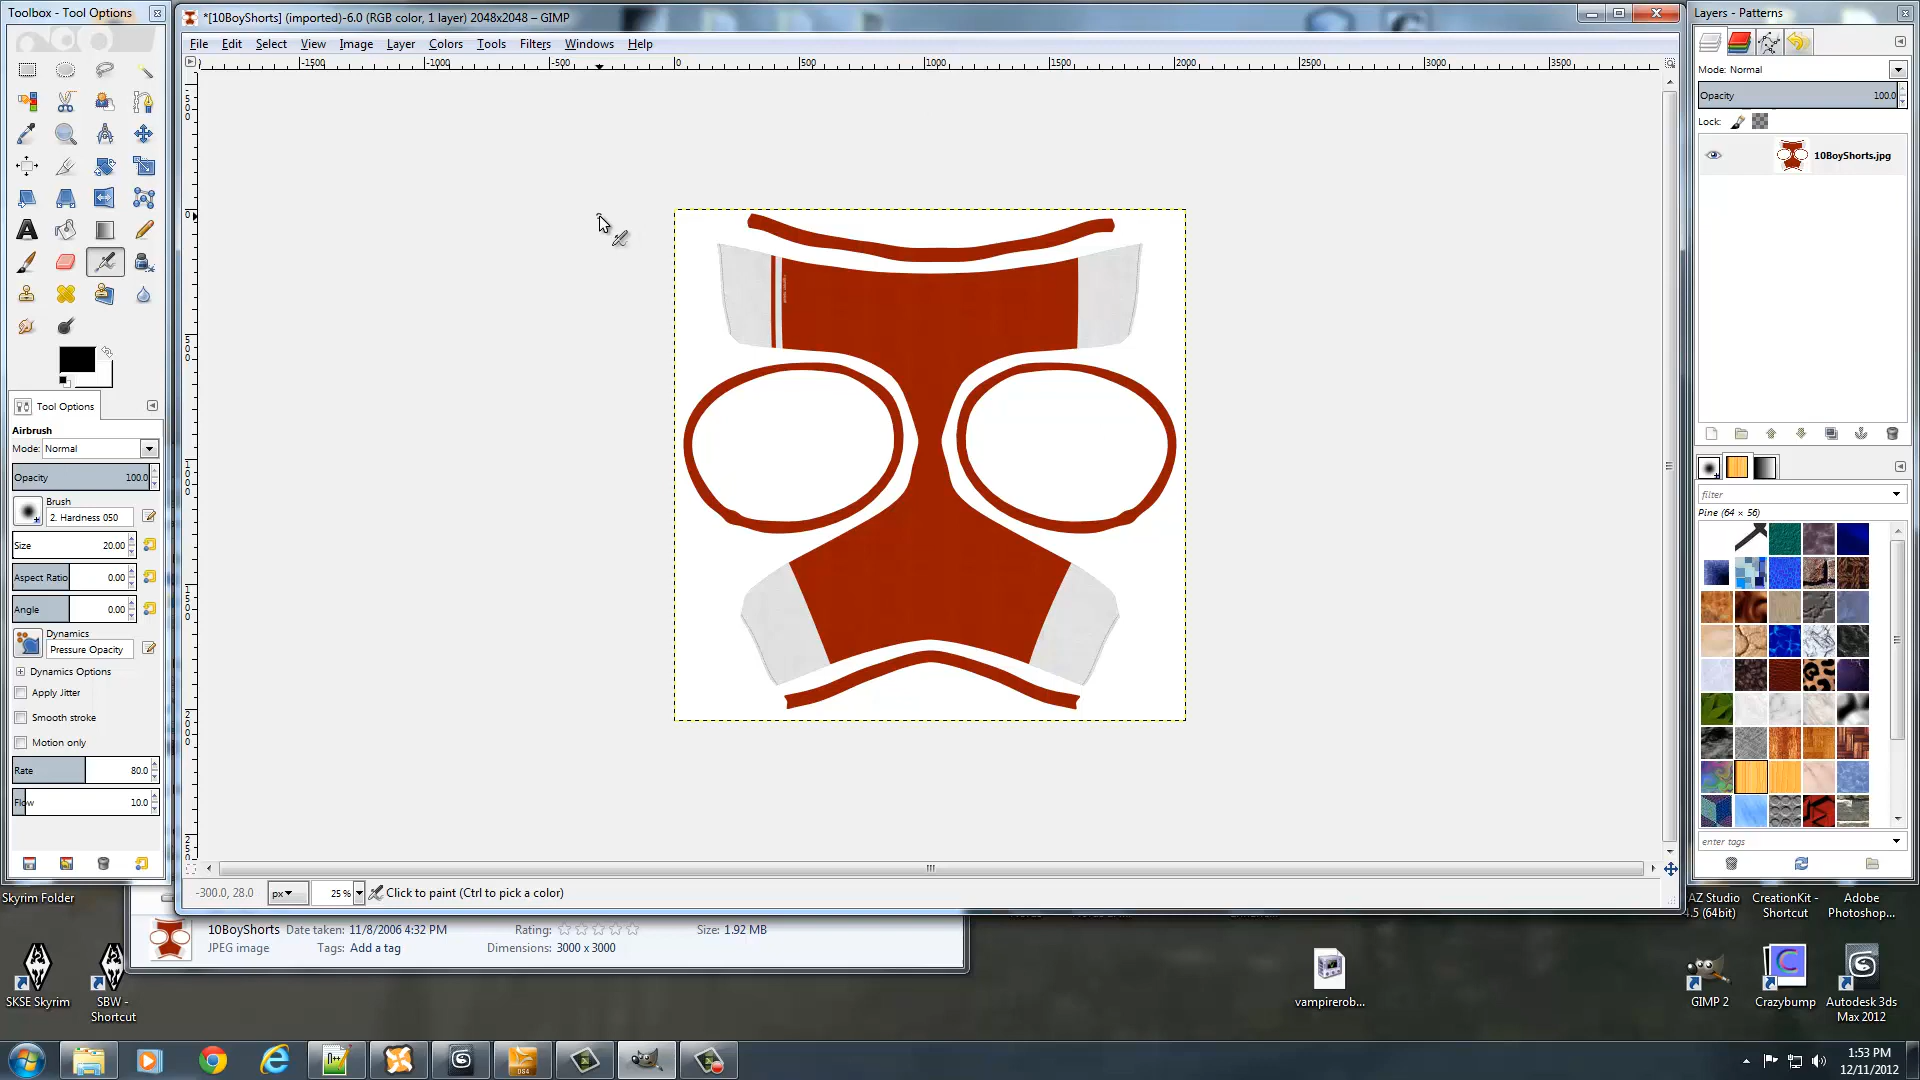 Toolbox - Tool Options
*[10BoyShorts] (imported)-6.0 (RGB color, 1 layer) 2048x2048 – GIMP
Layers - Patterns
File Edit Select View Image Layer Colors Tools Filters Windows Help
-1500 -1000 -500 0 500 1000 1500 2000 2500 3000 3500
Mode: Normal
Opacity 100.0
Lock:
10BoyShorts.jpg
Tool Options
Airbrush
Mode: Normal
Opacity 100.0
Brush
2. Hardness 050
Size 20.00
Aspect Ratio 0.00
Angle 0.00
Dynamics
Pressure Opacity
Dynamics Options
Apply Jitter
Smooth stroke
Motion only
Rate 80.0
Flow 10.0
filter
Pine (64 × 56)
enter tags
-300.0, 28.0 px 25 % Click to paint (Ctrl to pick a color)
Skyrim Folder
10BoyShorts Date taken: 11/8/2006 4:32 PM Rating: Size: 1.92 MB
JPEG image Tags: Add a tag Dimensions: 3000 x 3000
SKSE Skyrim
SBW -
Shortcut
vampirerob...
AZ Studio
4.5 (64bit)
CreationKit -
Shortcut
Adobe
Photoshop...
GIMP 2
Crazybump
Autodesk 3ds
Max 2012
DS4
1:53 PM
12/11/2012